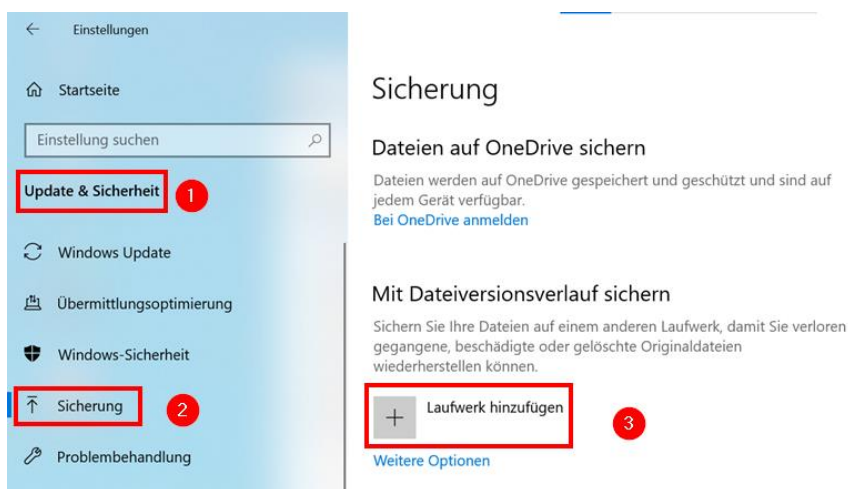 Einstellungen
Startseite
Einstellung suchen
Update & Sicherheit
1
Windows Update
Übermittlungsoptimierung
Windows-Sicherheit
Sicherung
2
Problembehandlung
Sicherung
Dateien auf OneDrive sichern
Dateien werden auf OneDrive gespeichert und geschützt und sind auf
jedem Gerät verfügbar.
Bei OneDrive anmelden
Mit Dateiversionsverlauf sichern
Sichern Sie Ihre Dateien auf einem anderen Laufwerk, damit Sie verloren
gegangene, beschädigte oder gelöschte Originaldateien
wiederherstellen können.
Laufwerk hinzufügen
3
Weitere Optionen